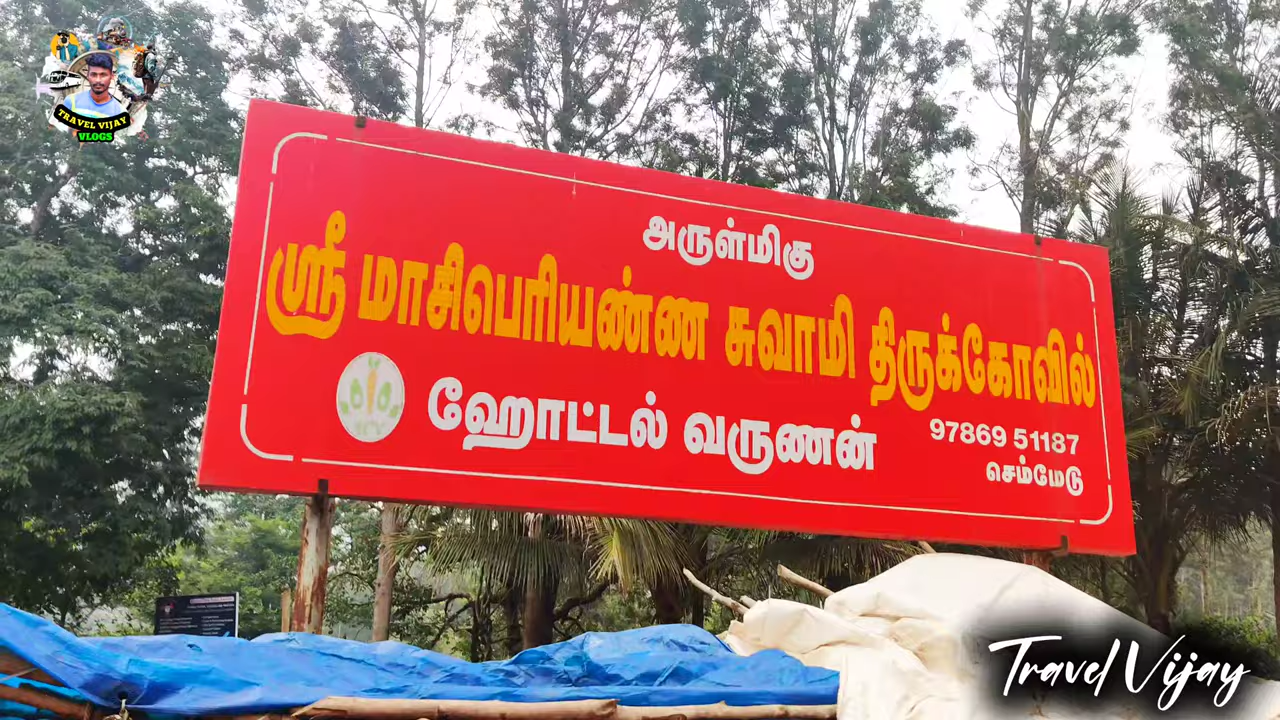 TRAVEL VIJAY
VLOGS
அருள்மிகு
ஸ்ரீ மாசிபெரியண்ண சுவாமி திருக்கோவில்
ஹோட்டல் வருணன்
97869 51187
செம்மேடு
Travel Vijay